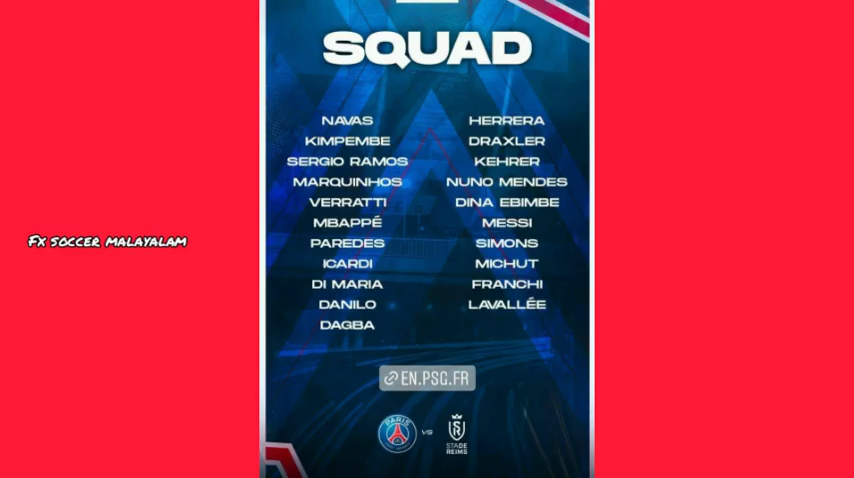 SQUAD
NAVAS
KIMPEMBE
SERGIO RAMOS
MARQUINHOS
VERRATTI
MBAPPÉ
PAREDES
ICARDI
DI MARIA
DANILO
DAGBA
HERRERA
DRAXLER
KEHRER
NUNO MENDES
DINA EBIMBE
MESSI
SIMONS
MICHUT
FRANCHI
LAVALLÉE
Fx soccer malayalam
EN.PSG.FR
PARIS
VS
STADE
REIMS